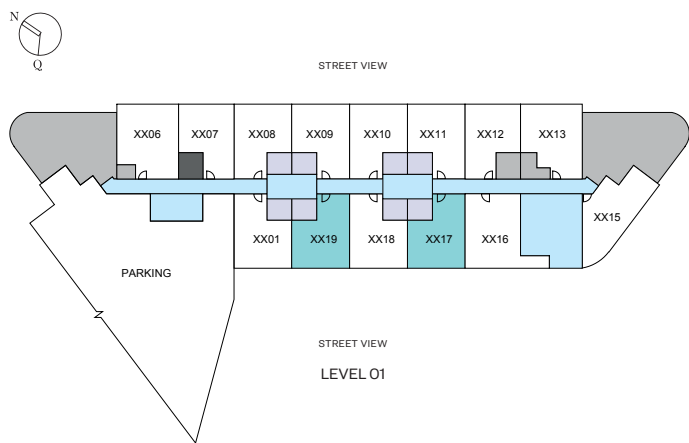 N
Q
STREET VIEW
XX06 XX07 XX08 XX09 XX10 XX11 XX12 XX13
XX15
XX01 XX19 XX18 XX17 XX16
PARKING
Z
STREET VIEW
LEVEL 01